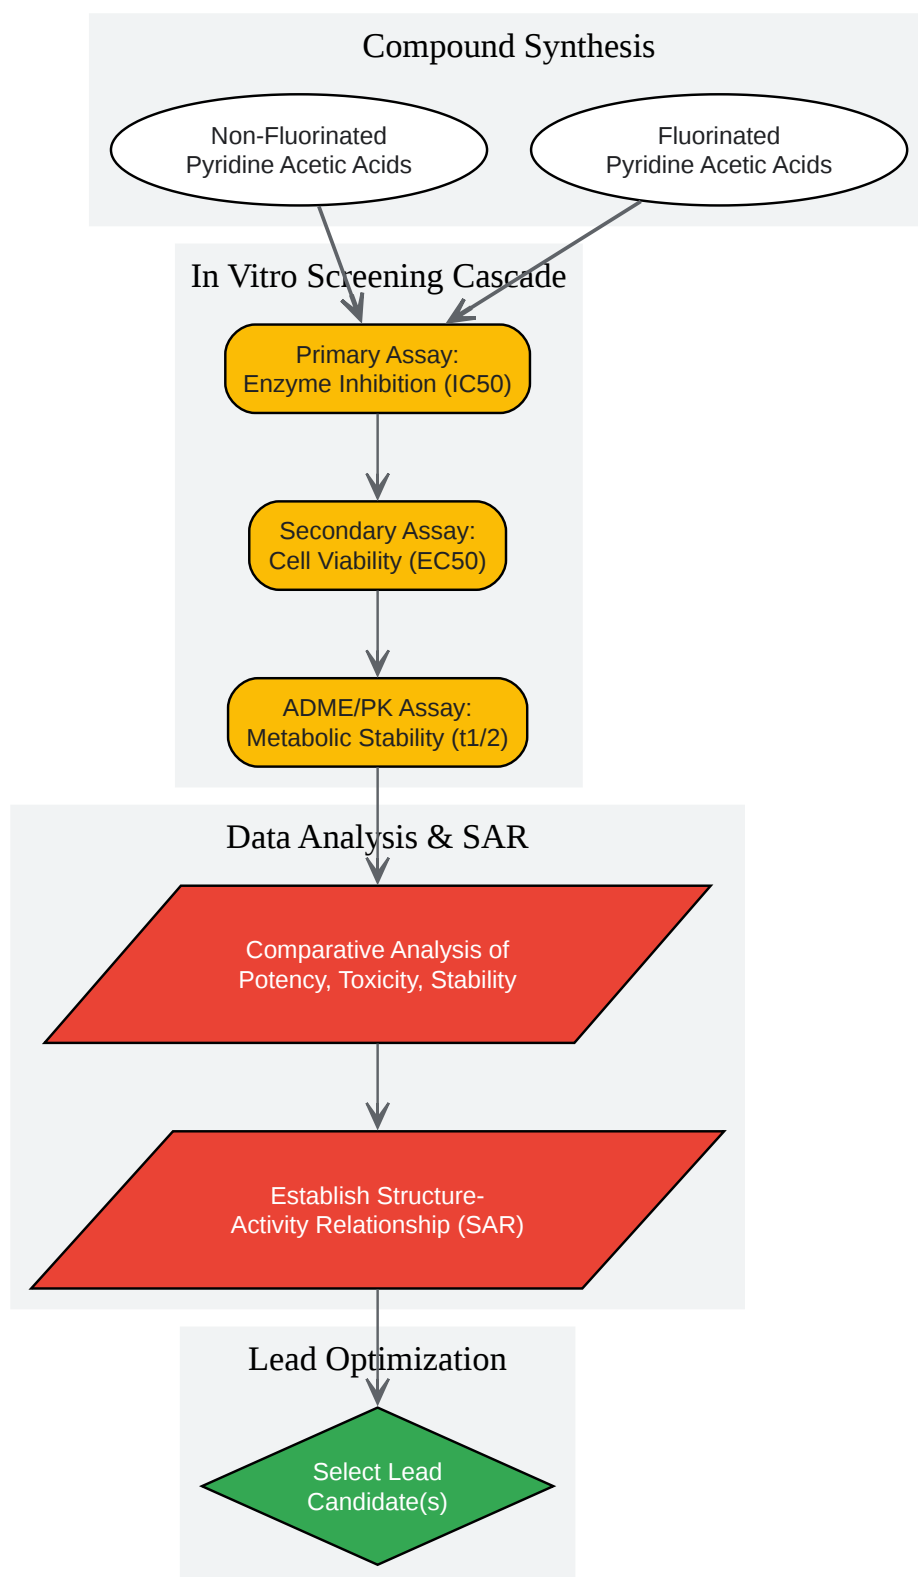 Compound Synthesis
Non-Fluorinated
Pyridine Acetic Acids
Fluorinated
Pyridine Acetic Acids
In Vitro Screening Cascade
Primary Assay:
Enzyme Inhibition (IC50)
Secondary Assay:
Cell Viability (EC50)
ADME/PK Assay:
Metabolic Stability (t1/2)
Data Analysis & SAR
Comparative Analysis of
Potency, Toxicity, Stability
Establish Structure-
Activity Relationship (SAR)
Lead Optimization
Select Lead
Candidate(s)